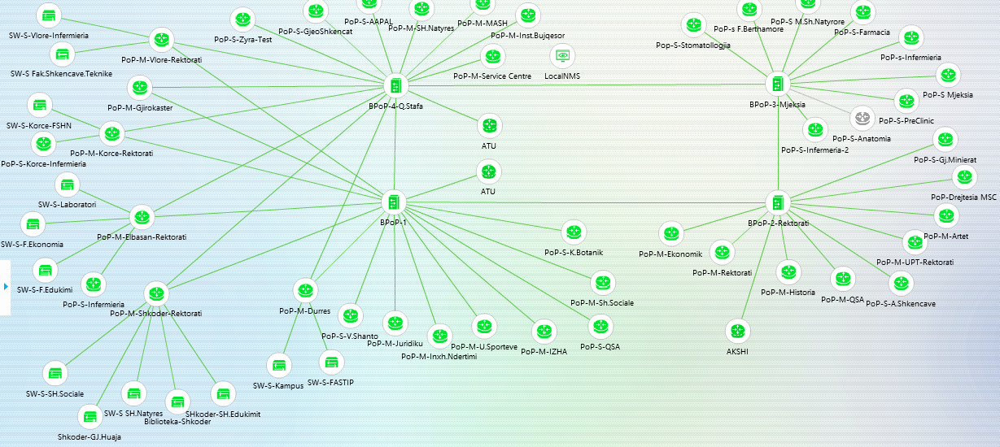 PoP-S-AAPAL
PoP-M-SH.Natyres
PoP-M-MASH
PoP-s F.Berthamore
PoP-S M.Sh.Natyrore
PoP-S-Farmacia
SW-S-Vlore-Infermieria
PoP-S-Zyra-Test
PoP-S-GjeoShkencat
PoP-M-Inst.Bujqesor
Pop-S-Stomatollogjia
PoP-M-Vlore-Rektorati
PoP-s-Infermieria
SW-S Fak.Shkencave.Teknike
PoP-M-Service Centre
LocalNMS
PoP-M-Gjirokaster
BPoP-4-Q.Stafa
BPoP-3-Mjeksia
PoP-S Mjeksia
SW-S-Korce-FSHN
PoP-S-PreClinic
PoP-M-Korce-Rektorati
ATU
PoP-S-Infermeria-2
PoP-S-Anatomia
PoP-S-Korce-Infermieria
PoP-S-Gj.Minierat
ATU
SW-S-Laboratori
PoP-Drejtesia MSC
BPoP-1
BPoP-2-Rektorati
PoP-M-Elbasan-Rektorati
PoP-M-Artet
SW-S-F.Ekonomia
PoP-S-K.Botanik
PoP-M-Ekonomik
PoP-M-UPT-Rektorati
PoP-M-Rektorati
SW-S-F.Edukimi
PoP-M-Historia
PoP-M-QSA
PoP-S-A.Shkencave
PoP-S-Infermieria
PoP-M-Shkoder-Rektorati
PoP-M-Durres
PoP-M-Sh.Sociale
PoP-S-V.Shanto
PoP-M-Juridiku
PoP-M-Inxh.Ndertimi
PoP-M-U.Sporteve
PoP-M-IZHA
PoP-S-QSA
AKSHI
SW-S-SH.Sociale
SW-S-Kampus
SW-S-FASTIP
SW-S SH.Natyres
Biblioteka-Shkoder
SHkoder-SH.Edukimit
Shkoder-GJ.Huaja